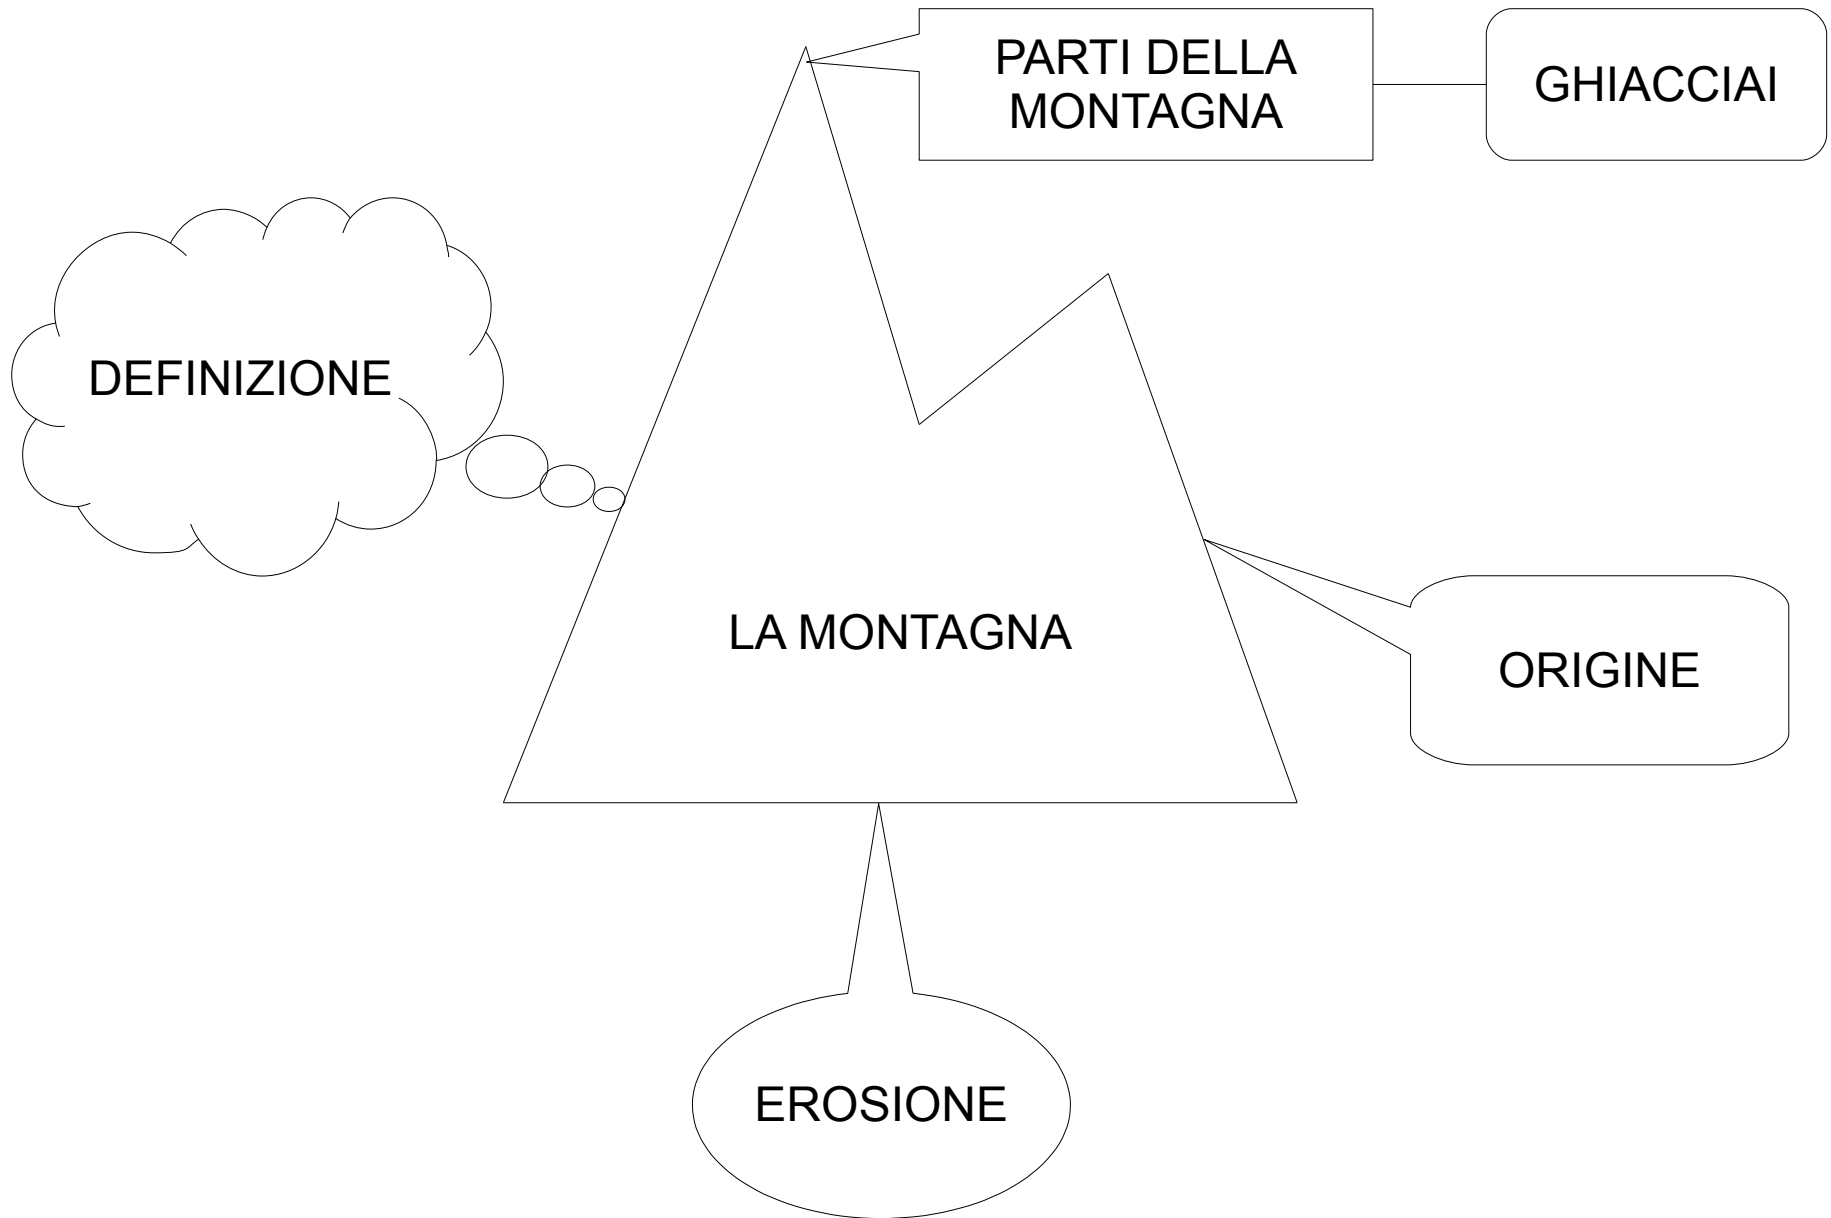 PARTI DELLA
MONTAGNA
GHIACCIAI
DEFINIZIONE
LA MONTAGNA
ORIGINE
EROSIONE